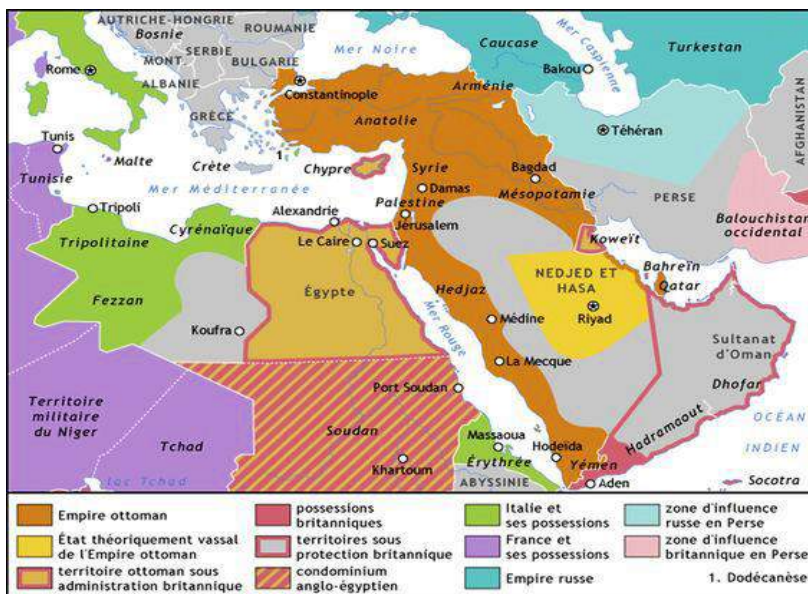 AUTRICHE-HONGRIE
Bosnie
ROUMANIE
SERBIE
MONT.
BULGARIE
ALBANIE
GRÈCE
Rome
Mer Noire
Caucase
Mer Caspienne
Turkestan
Bakou
Constantinople
Arménie
Anatolie
Téhéran
AFGHANISTAN
Tunis
Tunisie
Malte
Crète
1
Chypre
Syrie
Damas
Bagdad
Mésopotamie
PERSE
Mer Méditerranée
Palestine
Jérusalem
Tripoli
Tripolitaine
Cyrénaïque
Alexandrie
Le Caire
Suez
Koweït
Balouchistan
occidental
Bahreïn
Qatar
NEDJED ET
HASA
Riyad
Fezzan
Koufra
Égypte
Hedjaz
Médine
Mer Rouge
La Mecque
Sultanat
d'Oman
Dhofar
Territoire
militaire
du Niger
Tchad
lac Tchad
Soudan
Port Soudan
Khartoum
Massaoua
Érythrée
ABYSSINIE
Hodeïda
Yémen
Aden
Hadramaout
OCÉAN
INDIEN
Socotra
Empire ottoman
État théoriquement vassal
de l'Empire ottoman
territoire ottoman sous
administration britannique
possessions
britanniques
territoires sous
protection britannique
condominium
anglo-égyptien
Italie et
ses possessions
France et
ses possessions
Empire russe
zone d'influence
russe en Perse
zone d'influence
britannique en Perse
1. Dodécanèse